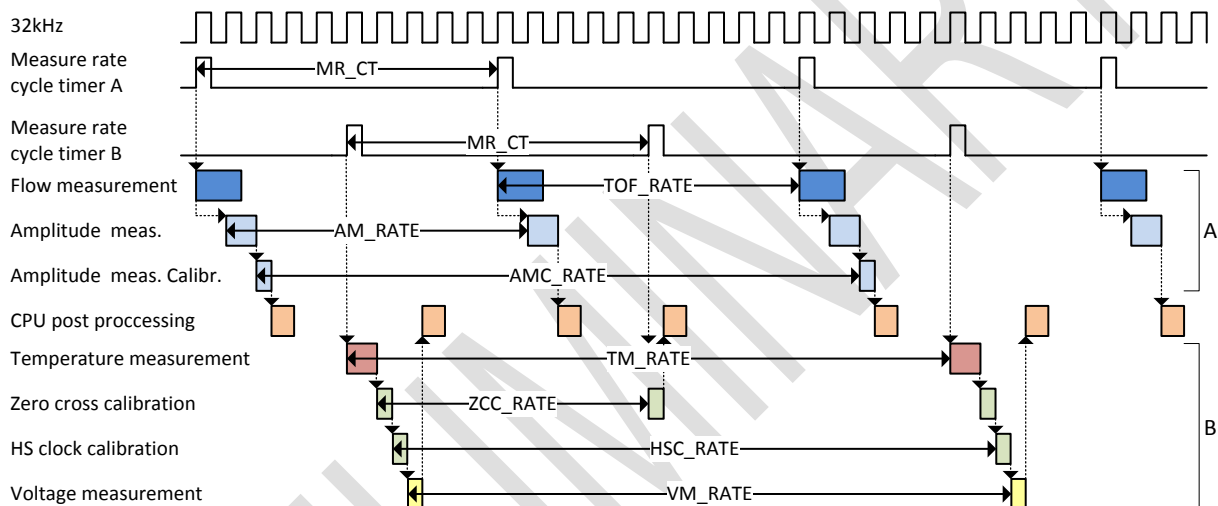 32kHz
Measure rate
cycle timer A
MR_CT
Measure rate
cycle timer B
MR_CT
Flow measurement
TOF_RATE
Amplitude meas.
AM_RATE
A
Amplitude meas. Calibr.
AMC_RATE
CPU post proccessing
Temperature measurement
TM_RATE
Zero cross calibration
ZCC_RATE
B
HS clock calibration
HSC_RATE
Voltage measurement
VM_RATE